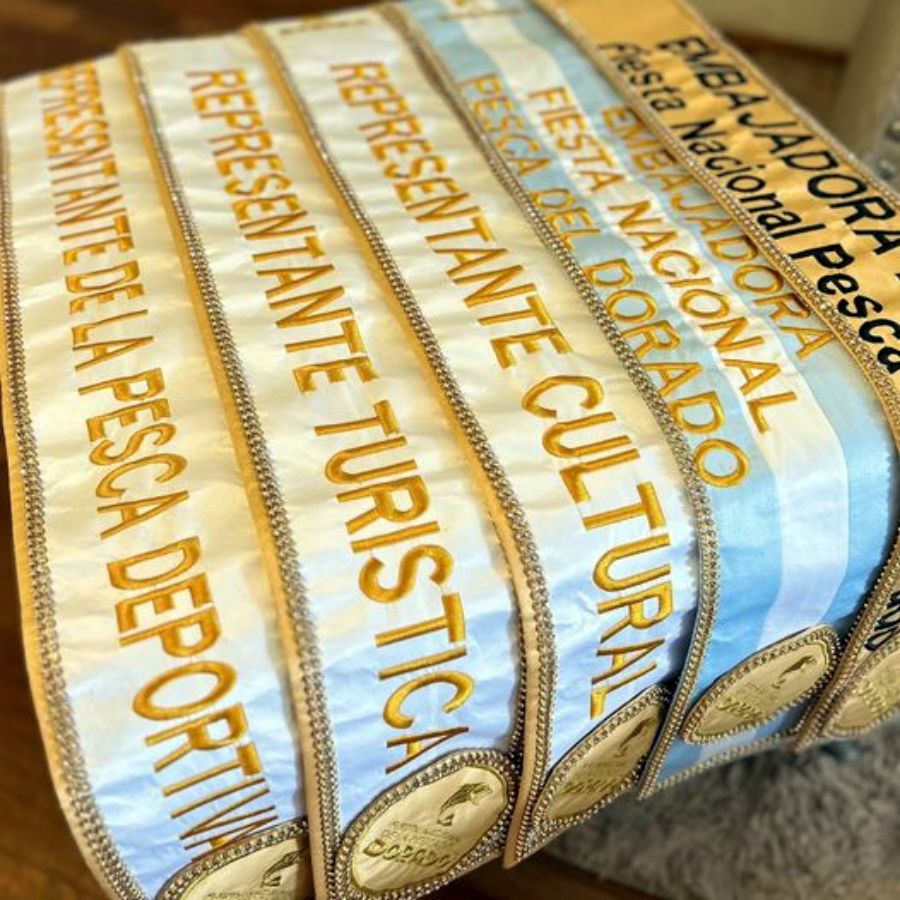 REPRESENTANTE DE LA PESCA DEPORTIVA
REPRESENTANTE TURISTICA
REPRESENTANTE CULTURAL
EMBAJADORA
FIESTA NACIONAL
PESCA DEL DORADO
EMBAJADORA
Fiesta Nacional Pesca
DORADO
DORADO
DORADO